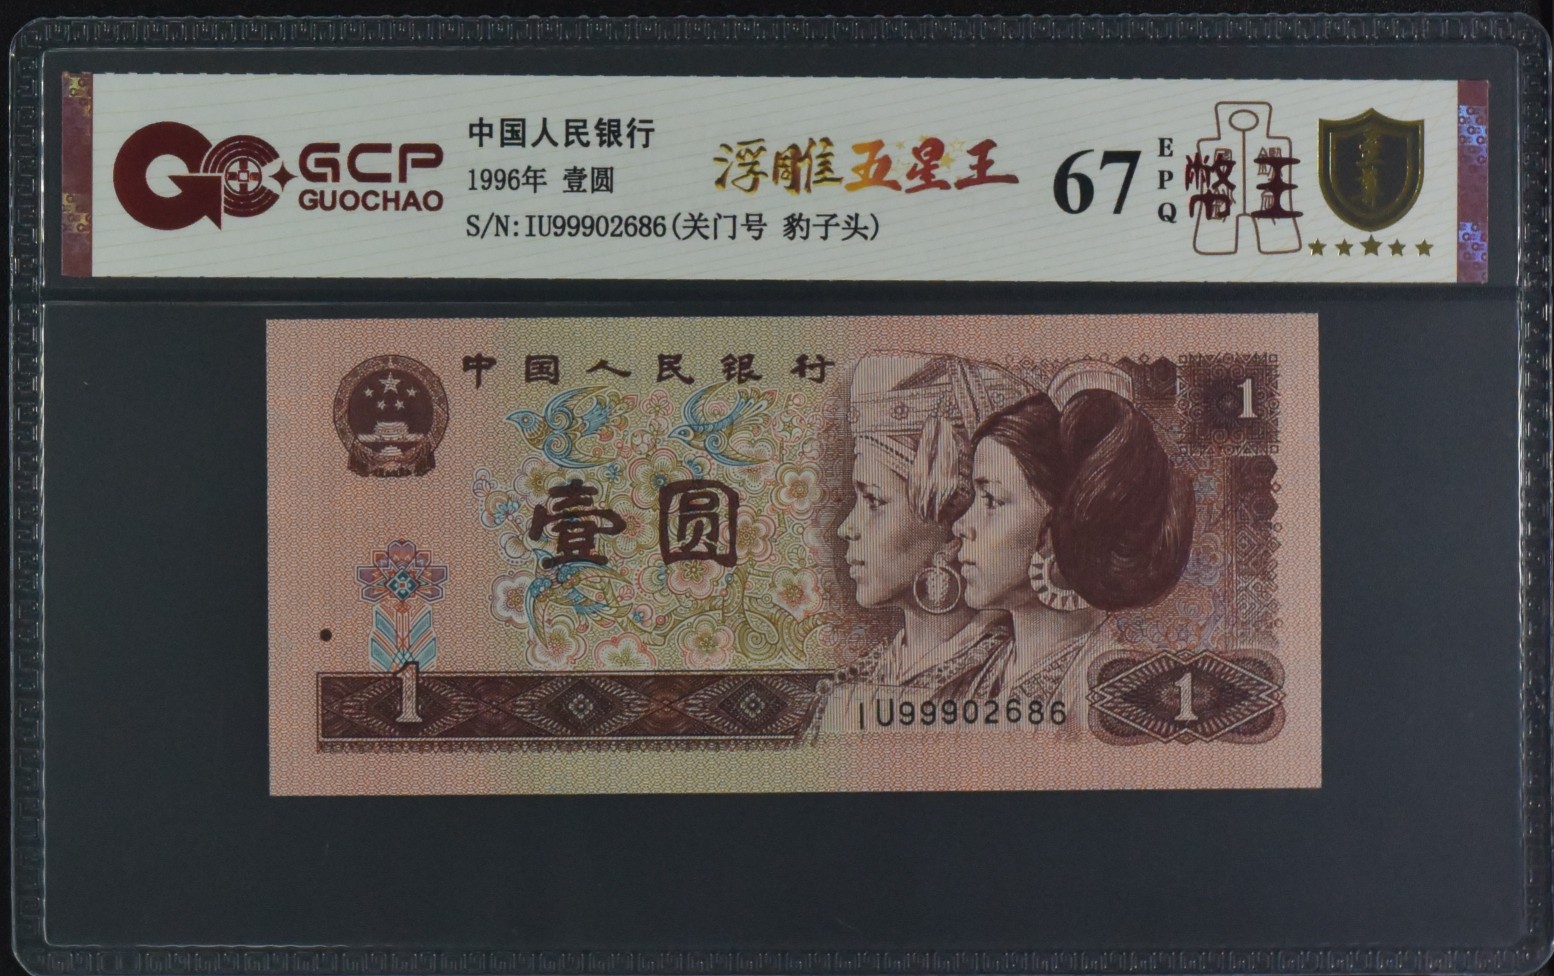 GCP
GUOCHAO
中国人民银行
1996年 壹圆
S/N:IU99902686(关门号 豹子头)
浮雕五星王
67
EPQ
中国人民银行
1
壹圆
1
IU99902686
1